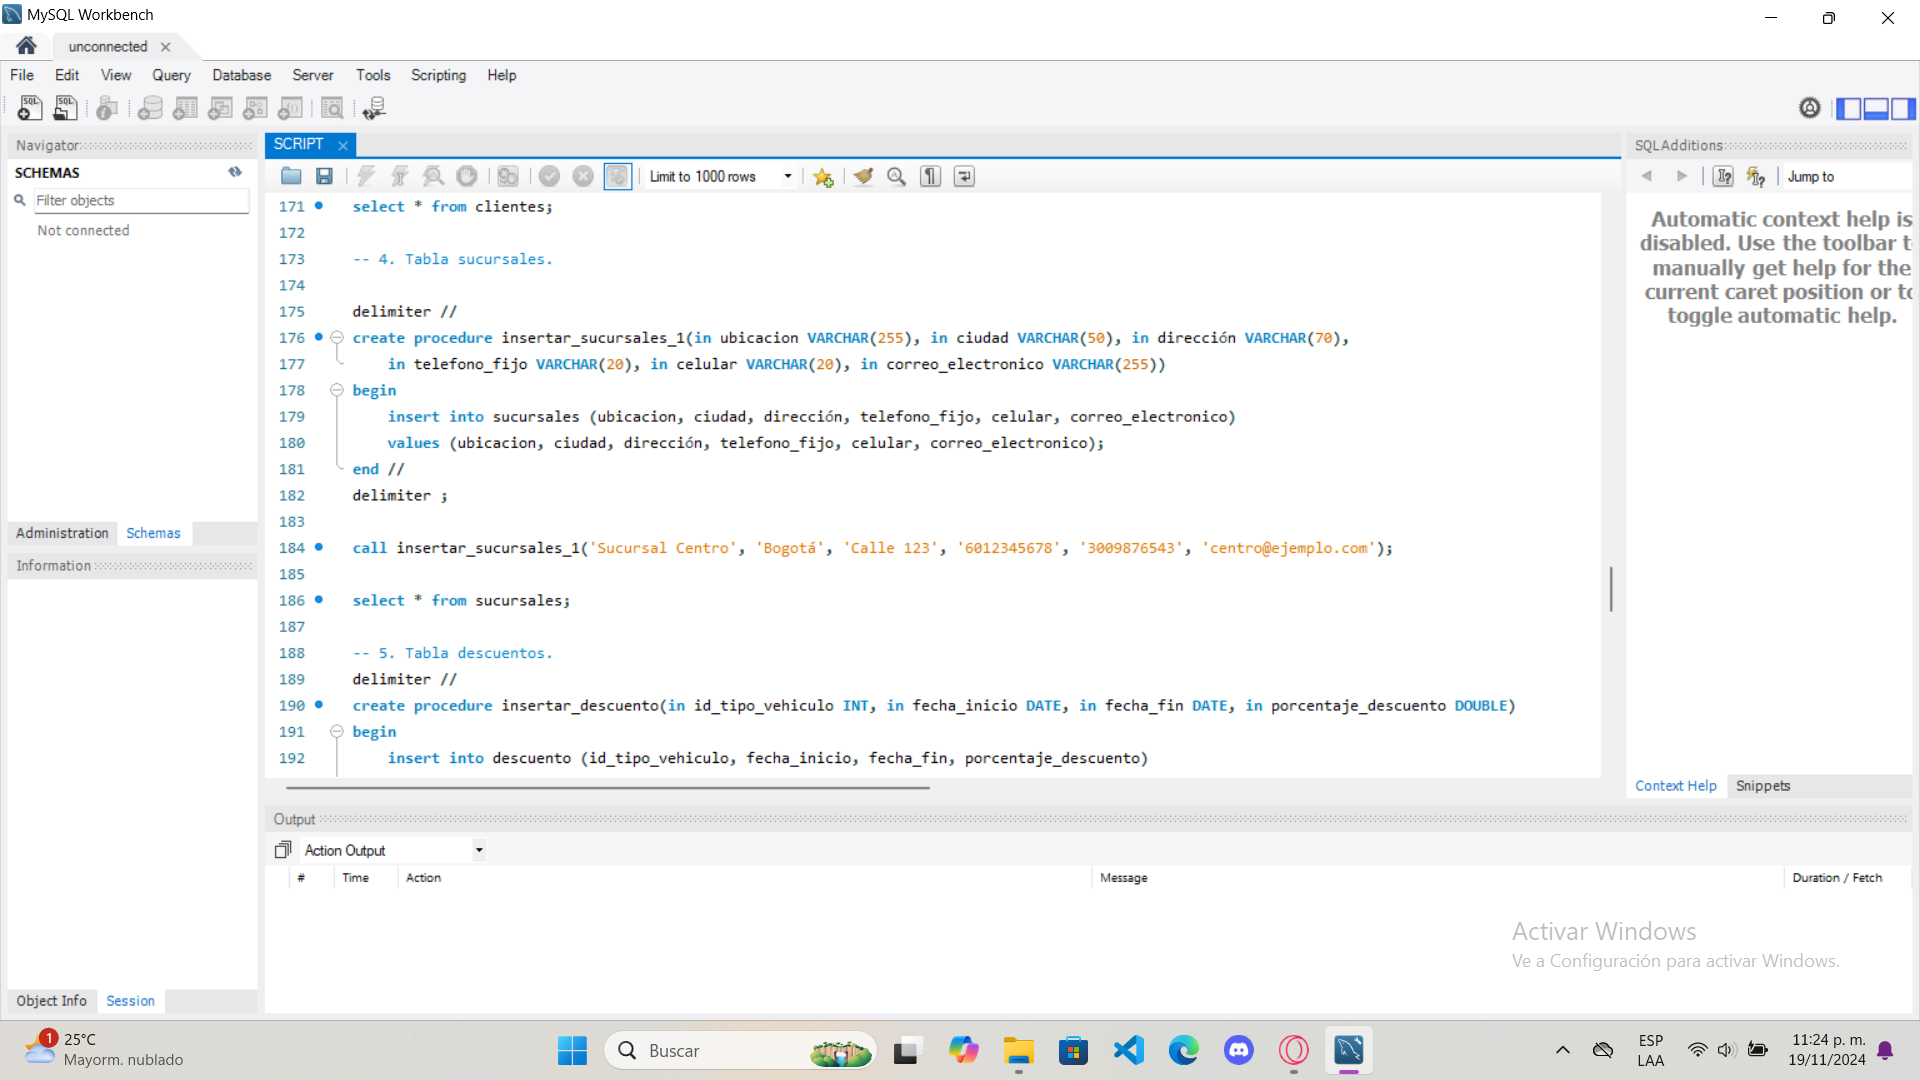 MySQL Workbench
unconnected
File Edit View Query Database Server Tools Scripting Help
Navigator
SCHEMAS
Filter objects
Not connected
Administration Schemas
Information
Object Info Session
SCRIPT
Limit to 1000 rows
171 select * from clientes;
172
173 -- 4. Tabla sucursales.
174
175 delimiter //
176 create procedure insertar_sucursales_1(in ubicacion VARCHAR(255), in ciudad VARCHAR(50), in dirección VARCHAR(70),
177 in telefono_fijo VARCHAR(20), in celular VARCHAR(20), in correo_electronico VARCHAR(255))
178 begin
179 insert into sucursales (ubicacion, ciudad, dirección, telefono_fijo, celular, correo_electronico)
180 values (ubicacion, ciudad, dirección, telefono_fijo, celular, correo_electronico);
181 end //
182 delimiter ;
183
184 call insertar_sucursales_1('Sucursal Centro', 'Bogotá', 'Calle 123', '6012345678', '3009876543', 'centro@ejemplo.com');
185
186 select * from sucursales;
187
188 -- 5. Tabla descuentos.
189 delimiter //
190 create procedure insertar_descuento(in id_tipo_vehiculo INT, in fecha_inicio DATE, in fecha_fin DATE, in porcentaje_descuento DOUBLE)
191 begin
192 insert into descuento (id_tipo_vehiculo, fecha_inicio, fecha_fin, porcentaje_descuento)
SQLAdditions
Jump to
Automatic context help is
disabled. Use the toolbar t
manually get help for the
current caret position or to
toggle automatic help.
Context Help Snippets
Output
Action Output
# Time Action Message Duration / Fetch
Activar Windows
Ve a Configuración para activar Windows.
1
25°C
Mayorm. nublado
Buscar
ESP
LAA
11:24 p. m.
19/11/2024